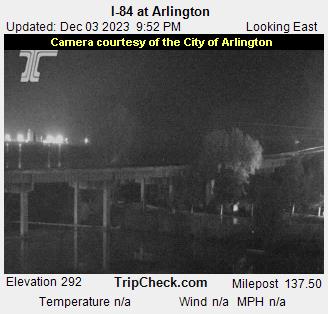 I-84 at Arlington
Updated: Dec 03 2023 9:52 PM Looking East
Camera courtesy of the City of Arlington
Elevation 292 TripCheck.com Milepost 137.50
Temperature n/a Wind n/a MPH n/a